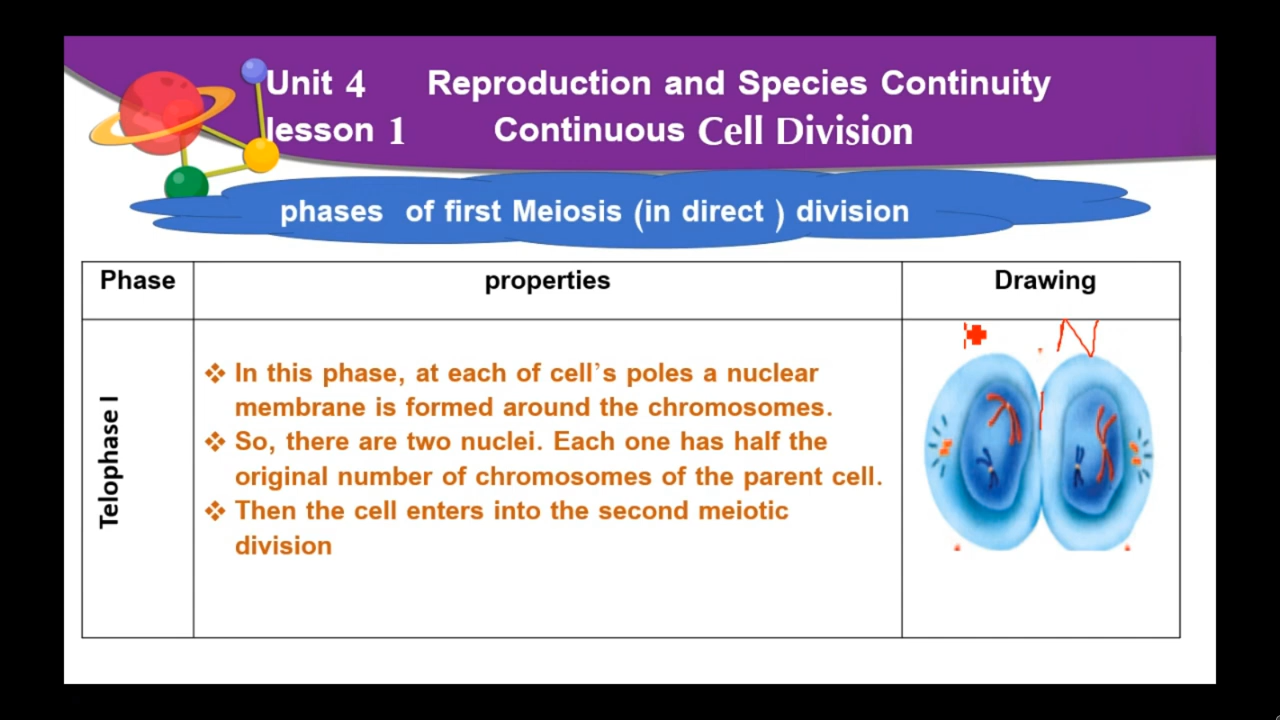 Unit 4 Reproduction and Species Continuity
lesson 1 Continuous Cell Division
phases of first Meiosis (in direct ) division
Phase properties Drawing
Telophase I
❖ In this phase, at each of cell’s poles a nuclear
membrane is formed around the chromosomes.
❖ So, there are two nuclei. Each one has half the
original number of chromosomes of the parent cell.
❖ Then the cell enters into the second meiotic
division
N